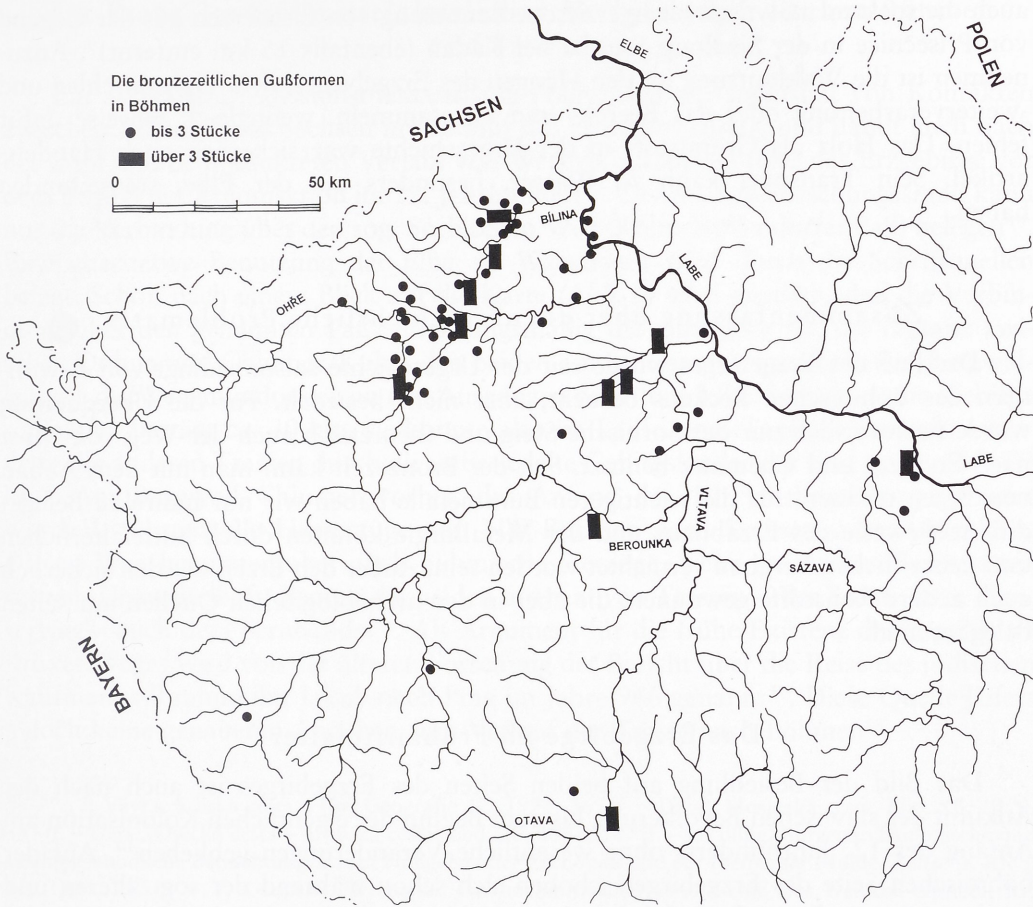 ELBE
POLEN
Die bronzezeitlichen Gußformen
in Böhmen
bis 3 Stücke
über 3 Stücke
0 50 km
SACHSEN
BÍLINA
LABE
OHŘE
LABE
VLTAVA
BEROUNKA
SÁZAVA
BAYERN
OTAVA